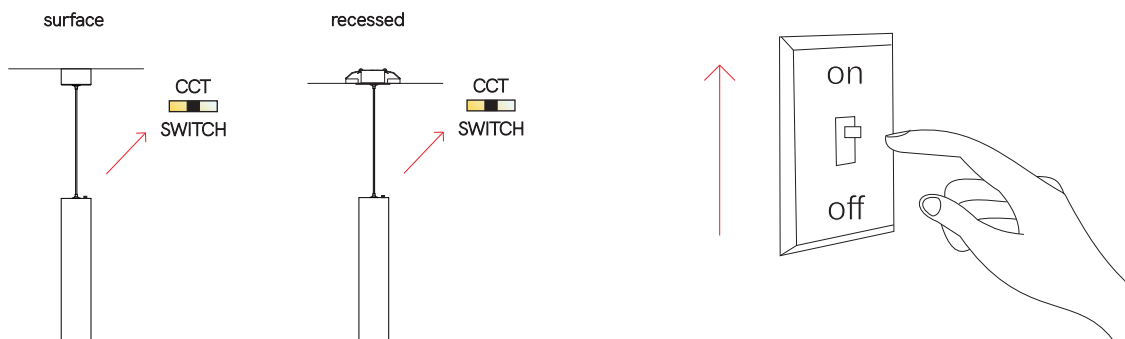 surface
CCT
SWITCH
recessed
CCT
SWITCH
on
off